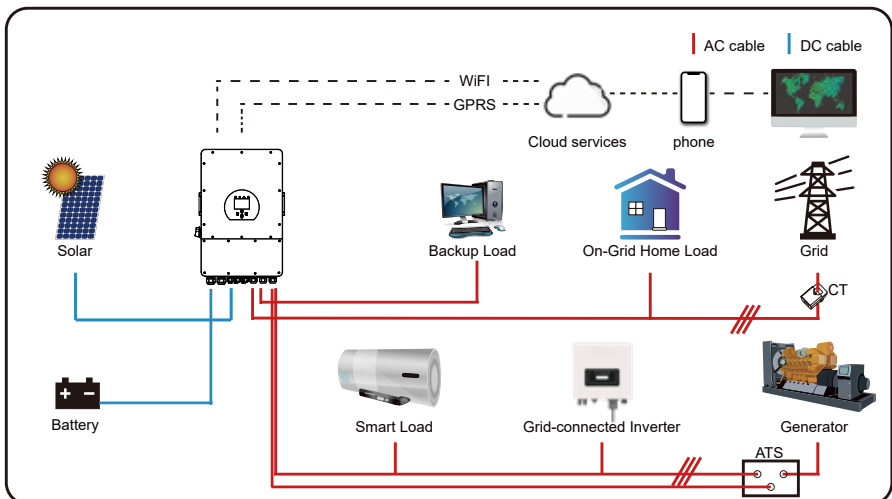 AC cable
DC cable
WiFI
GPRS
Cloud services
phone
Solar
Backup Load
On-Grid Home Load
Grid
CT
Battery
Smart Load
Grid-connected Inverter
Generator
ATS